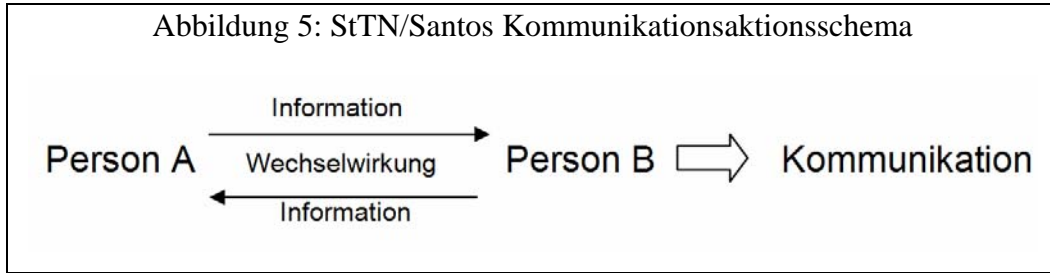 Abbildung 5: StTN/Santos Kommunikationsaktionsschema
Information
Person A Wechselwirkung Person B Kommunikation
Information